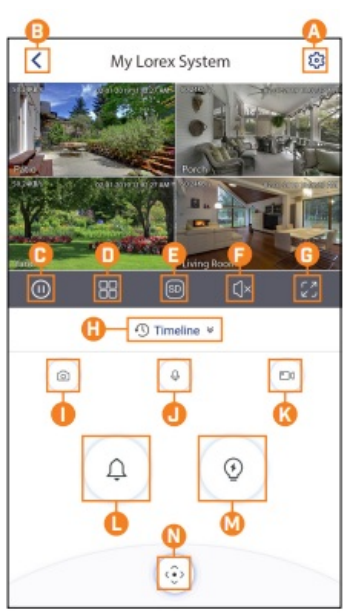 B
A
My Lorex System
Patio
Porch
Living Room
C
D
E
F
G
SD
H
Timeline
I
J
K
L
M
N